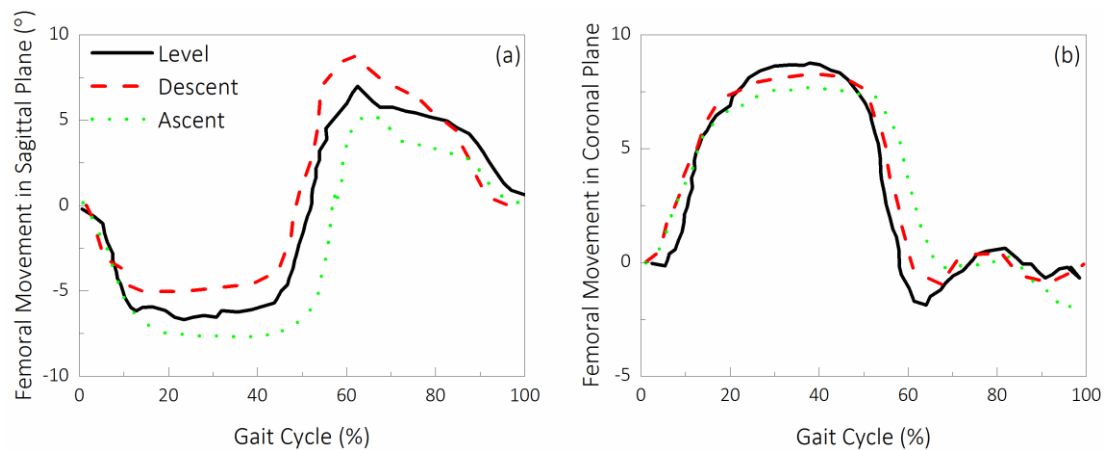 Femoral Movement in Sagittal Plane (°)
10
5
0
-5
-10
Level
Descent
Ascent
(a)
0
20
40
60
80
100
Gait Cycle (%)
Femoral Movement in Coronal Plane
10
5
0
-5
(b)
0
20
40
60
80
100
Gait Cycle (%)